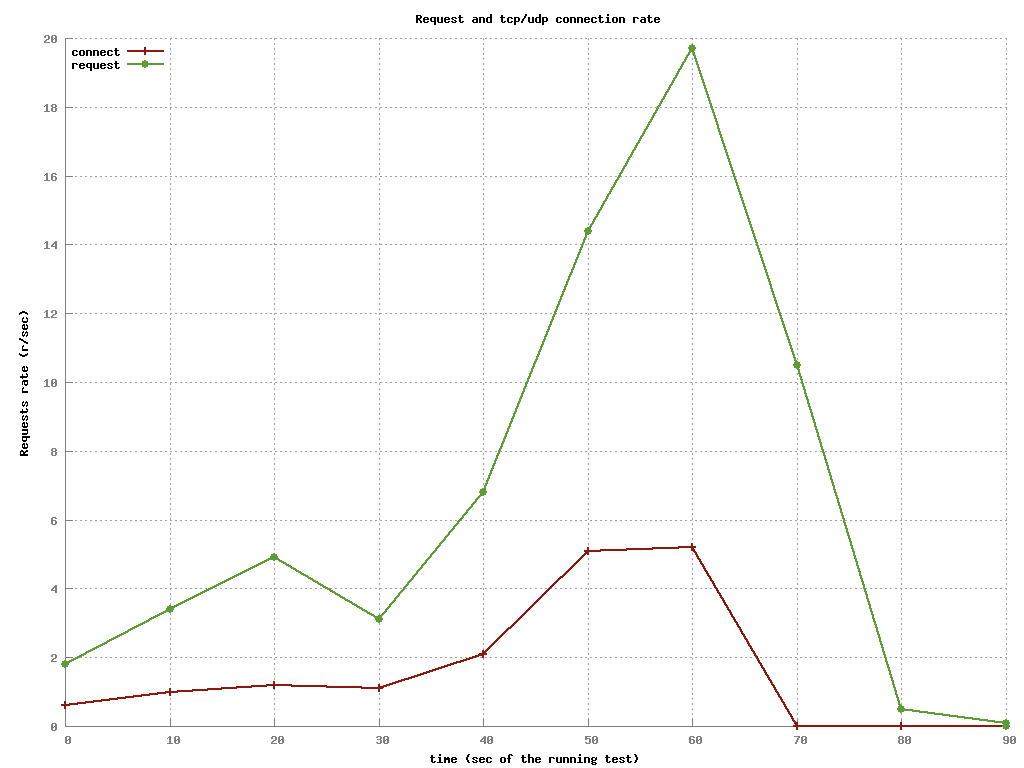 Request and tcp/udp connection rate
connect
request
20
18
16
14
12
10
8
6
4
2
0
Requests rate (r/sec)
0 10 20 30 40 50 60 70 80 90
time (sec of the running test)